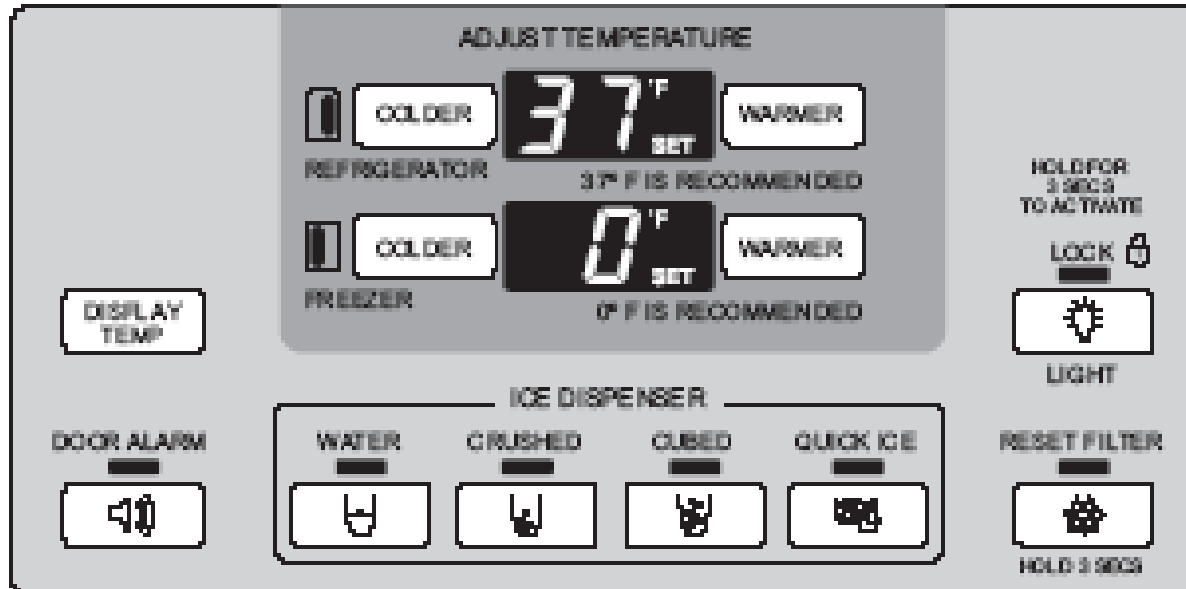 ADJUST TEMPERATURE
COLDER
37°F
SET
WARMER
REFRIGERATOR
37° F IS RECOMMENDED
COLDER
0°F
SET
WARMER
FREEZER
0° F IS RECOMMENDED
DISPLAY
TEMP
HOLD FOR
3 SECS
TO ACTIVATE
LOCK
LIGHT
ICE DISPENSER
DOOR ALARM
WATER
CRUSHED
CUBED
QUICK ICE
RESET FILTER
HOLD 3 SECS